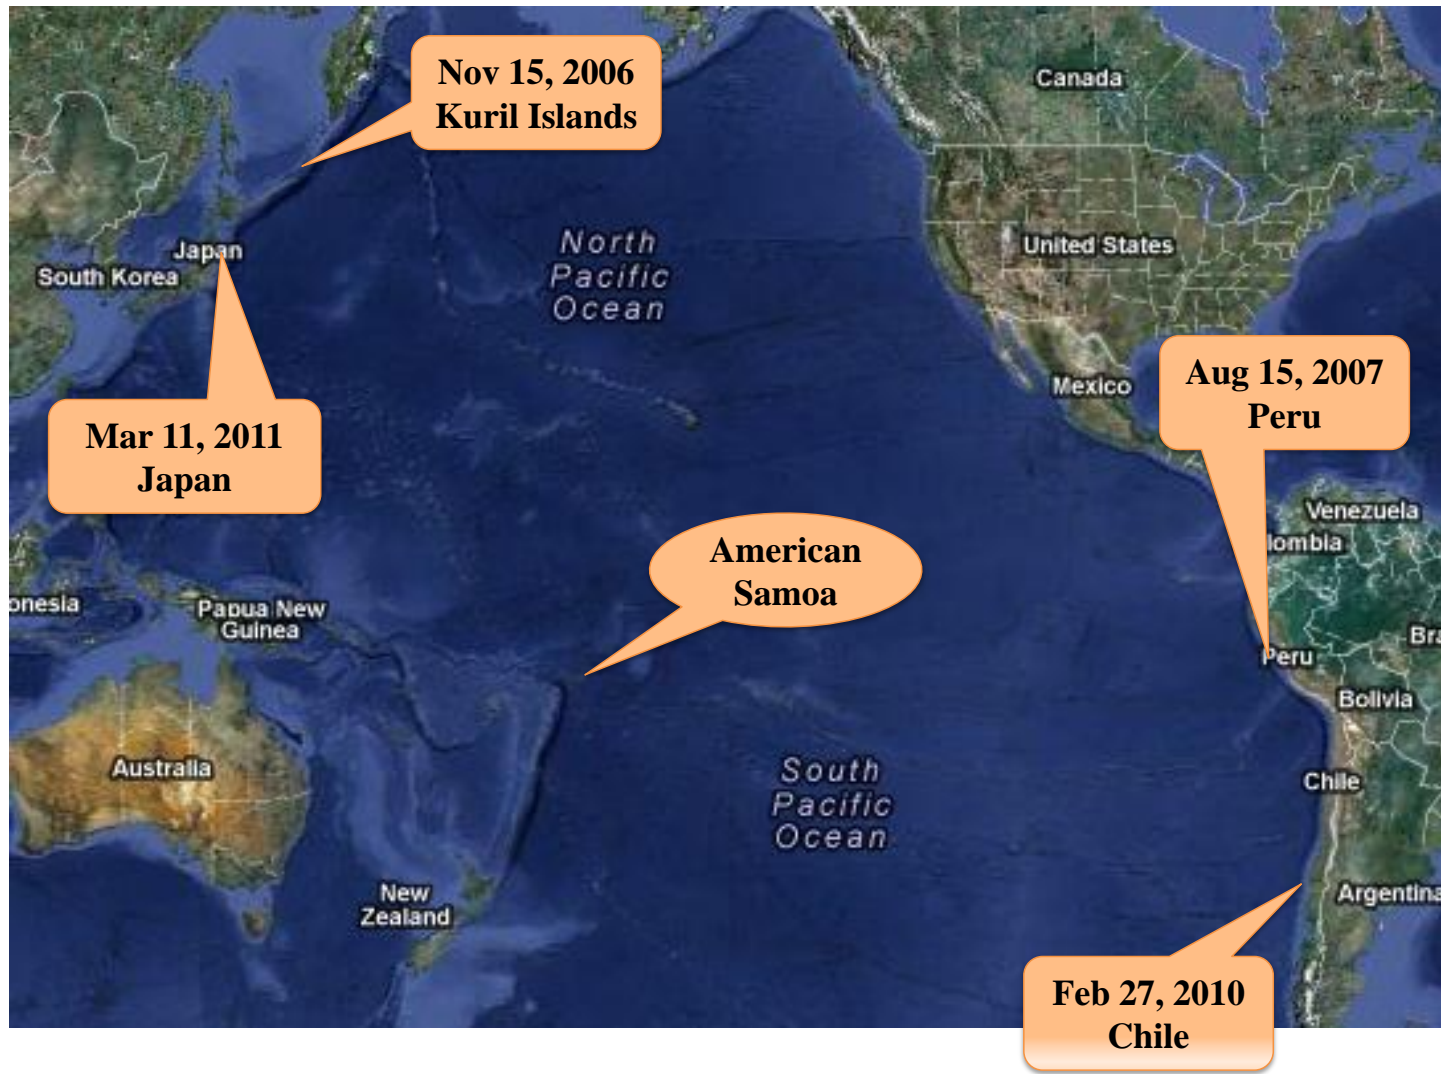 Nov 15, 2006
Kuril Islands
Canada
North
Pacific
Ocean
Japan
South Korea
United States
Mexico
Aug 15, 2007
Peru
Mar 11, 2011
Japan
Venezuela
lombia
American
Samoa
onesia
Papua New
Guinea
Peru
Bra
Bolivia
Australia
South
Pacific
Ocean
Chile
New
Zealand
Argentina
Feb 27, 2010
Chile